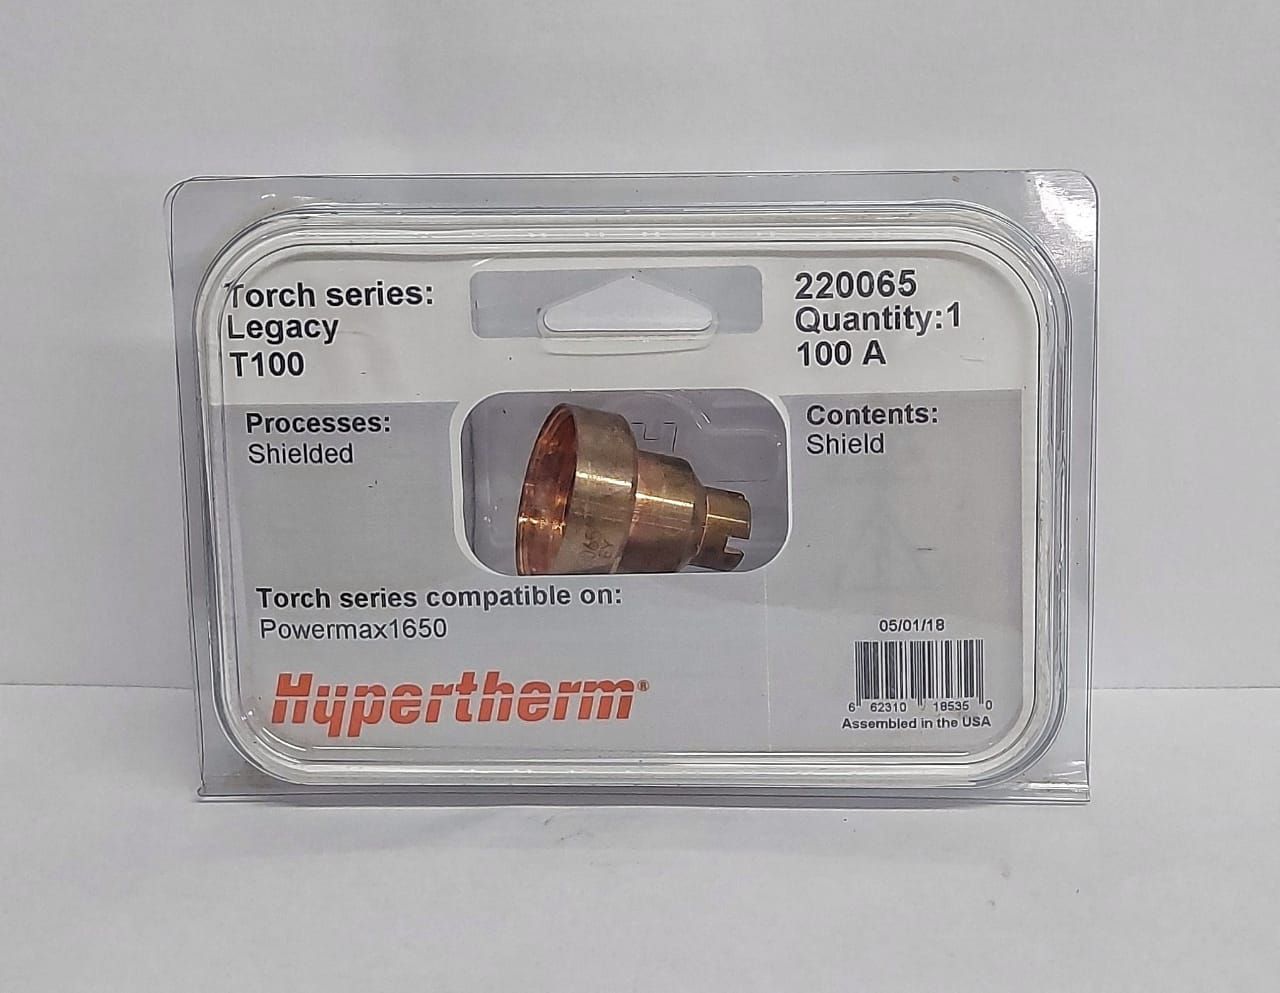 Torch series:
Legacy
T100
220065
Quantity:1
100 A
Processes:
Shielded
Contents:
Shield
Torch series compatible on:
Powermax1650
Hypertherm®
05/01/18
6 62310 18535 0
Assembled in the USA